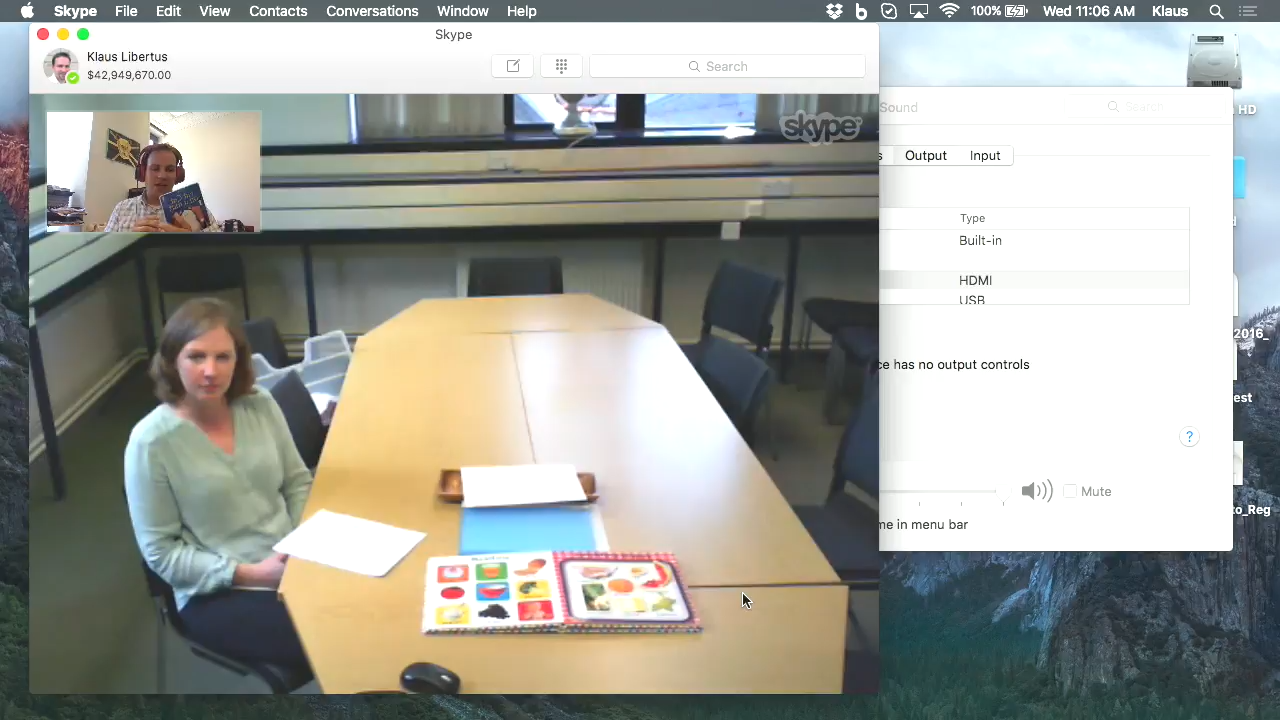 Skype File Edit View Contacts Conversations Window Help 100% Wed 11:06 AM Klaus
Skype
Klaus Libertus
$42,949,670.00
Search
skype
Sound
Search
HD
s Output Input
Type
Built-in
HDMI
USB
2016_
ce has no output controls
est
?
Mute
to_Reg
me in menu bar